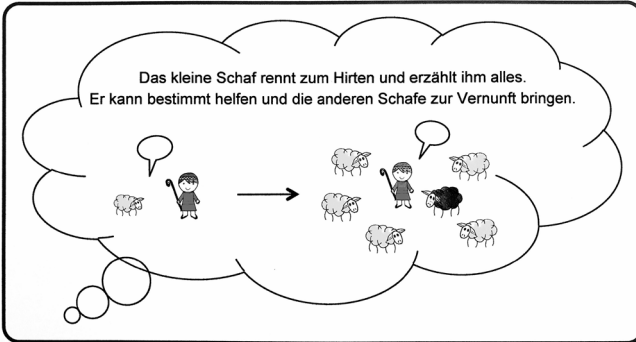 Das kleine Schaf rennt zum Hirten und erzählt ihm alles.
Er kann bestimmt helfen und die anderen Schafe zur Vernunft bringen.